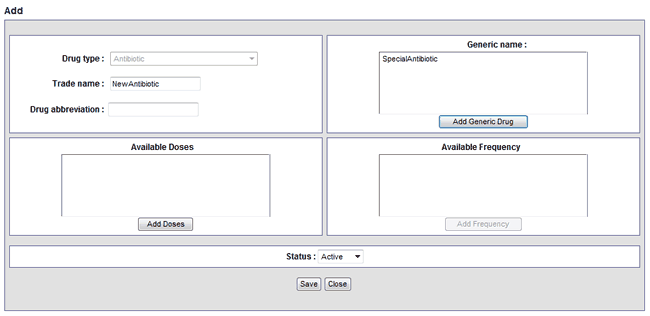 Add
Drug type : Antibiotic
Trade name : NewAntibiotic
Drug abbreviation :
Generic name :
SpecialAntibiotic
Add Generic Drug
Available Doses
Add Doses
Available Frequency
Add Frequency
Status : Active
Save Close